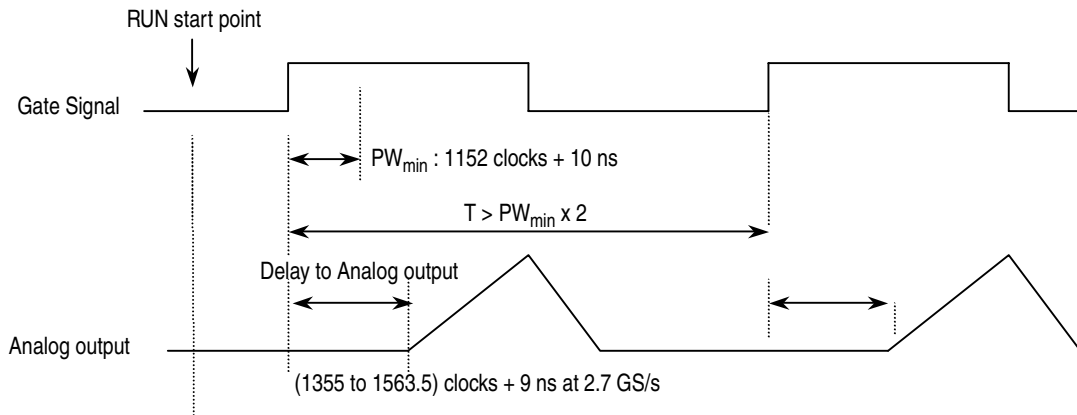 RUN start point
Gate Signal
PWmin : 1152 clocks + 10 ns
T > PWmin x 2
Delay to Analog output
Analog output
(1355 to 1563.5) clocks + 9 ns at 2.7 GS/s